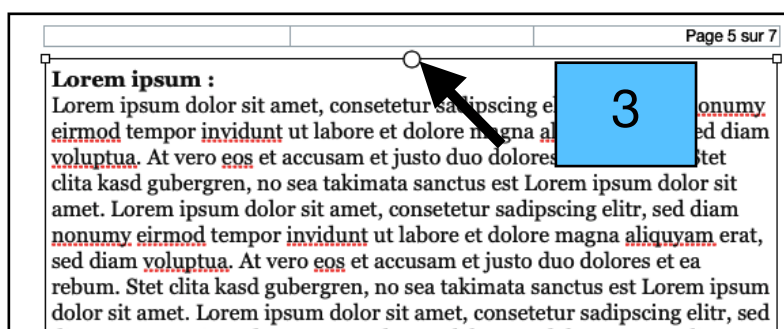 Page 5 sur 7
Lorem ipsum :
Lorem ipsum dolor sit amet, consetetur sadipscing onumy
3
eirmod tempor invidunt ut labore et dolore magna ed diam
voluptua. At vero eos et accusam et justo duo dolores Stet
clita kasd gubergren, no sea takimata sanctus est Lorem ipsum dolor sit
amet. Lorem ipsum dolor sit amet, consetetur sadipscing elitr, sed diam
nonumy eirmod tempor invidunt ut labore et dolore magna aliquyam erat,
sed diam voluptua. At vero eos et accusam et justo duo dolores et ea
rebum. Stet clita kasd gubergren, no sea takimata sanctus est Lorem ipsum
dolor sit amet. Lorem ipsum dolor sit amet, consetetur sadipscing elitr, sed